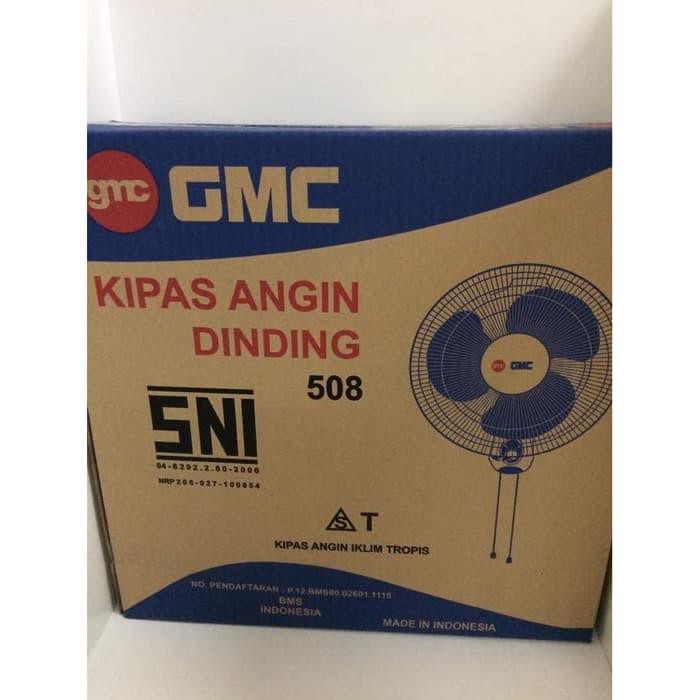 gmc GMC
KIPAS ANGIN
DINDING
508
SNI
04-6292.2.80-2006
NRP 206-027-100854
GMC
S T
KIPAS ANGIN IKLIM TROPIS
NO. PENDAFTARAN : P.12.BMS80.02601.1115
BMS
INDONESIA
MADE IN INDONESIA